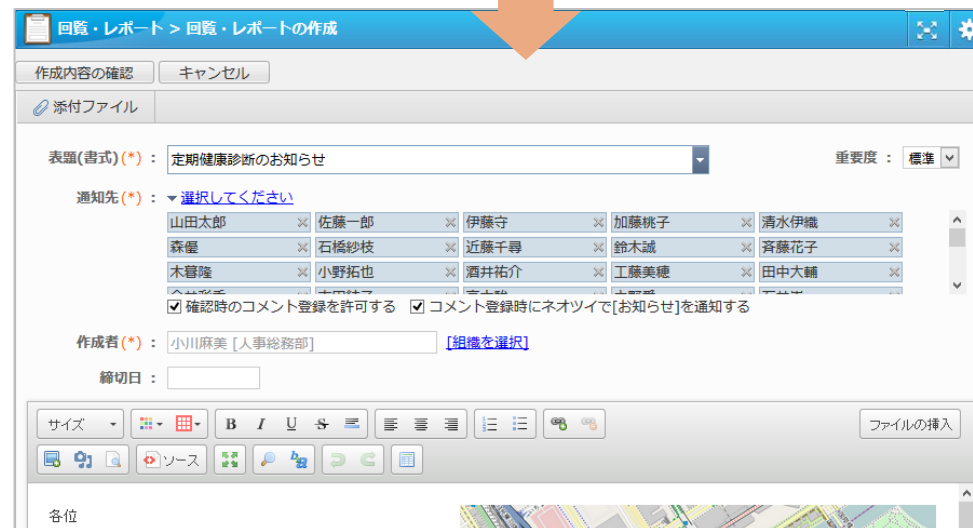 回覧・レポート > 回覧・レポートの作成
作成内容の確認 キャンセル
添付ファイル
表題(書式)(*) : 定期健康診断のお知らせ 重要度 : 標準
通知先(*) : 選択してください
山田太郎 佐藤一郎 伊藤守 加藤桃子 清水伊織
森優 石橋紗枝 近藤千尋 鈴木誠 斉藤花子
木暮隆 小野拓也 酒井祐介 工藤美穂 田中大輔
確認時のコメント登録を許可する コメント登録時にネオツイで[お知らせ]を通知する
作成者(*) : 小川麻美 [人事総務部] [組織を選択]
締切日 :
サイズ B I U S ファイルの挿入
ソース
各位